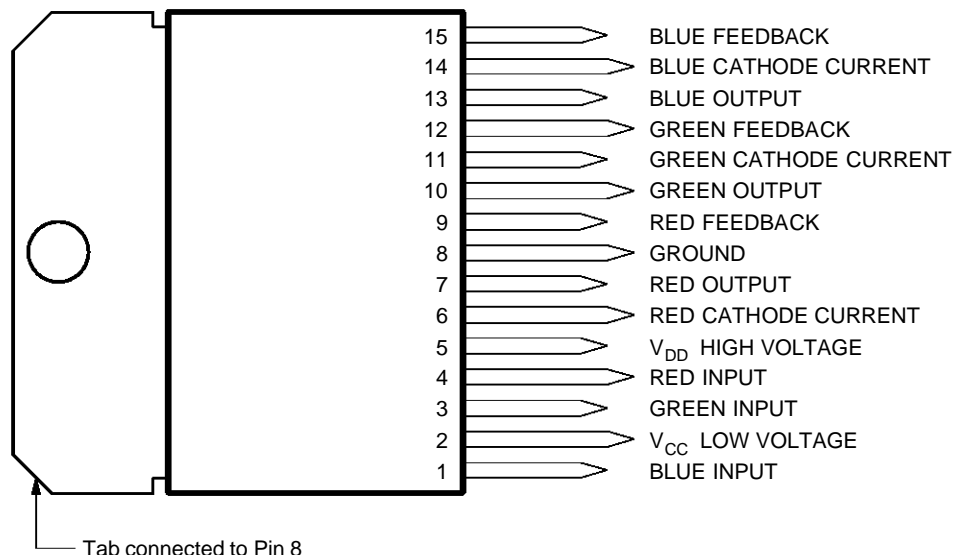 15 BLUE FEEDBACK
14 BLUE CATHODE CURRENT
13 BLUE OUTPUT
12 GREEN FEEDBACK
11 GREEN CATHODE CURRENT
10 GREEN OUTPUT
9 RED FEEDBACK
8 GROUND
7 RED OUTPUT
6 RED CATHODE CURRENT
5 VDD HIGH VOLTAGE
4 RED INPUT
3 GREEN INPUT
2 VCC LOW VOLTAGE
1 BLUE INPUT
Tab connected to Pin 8